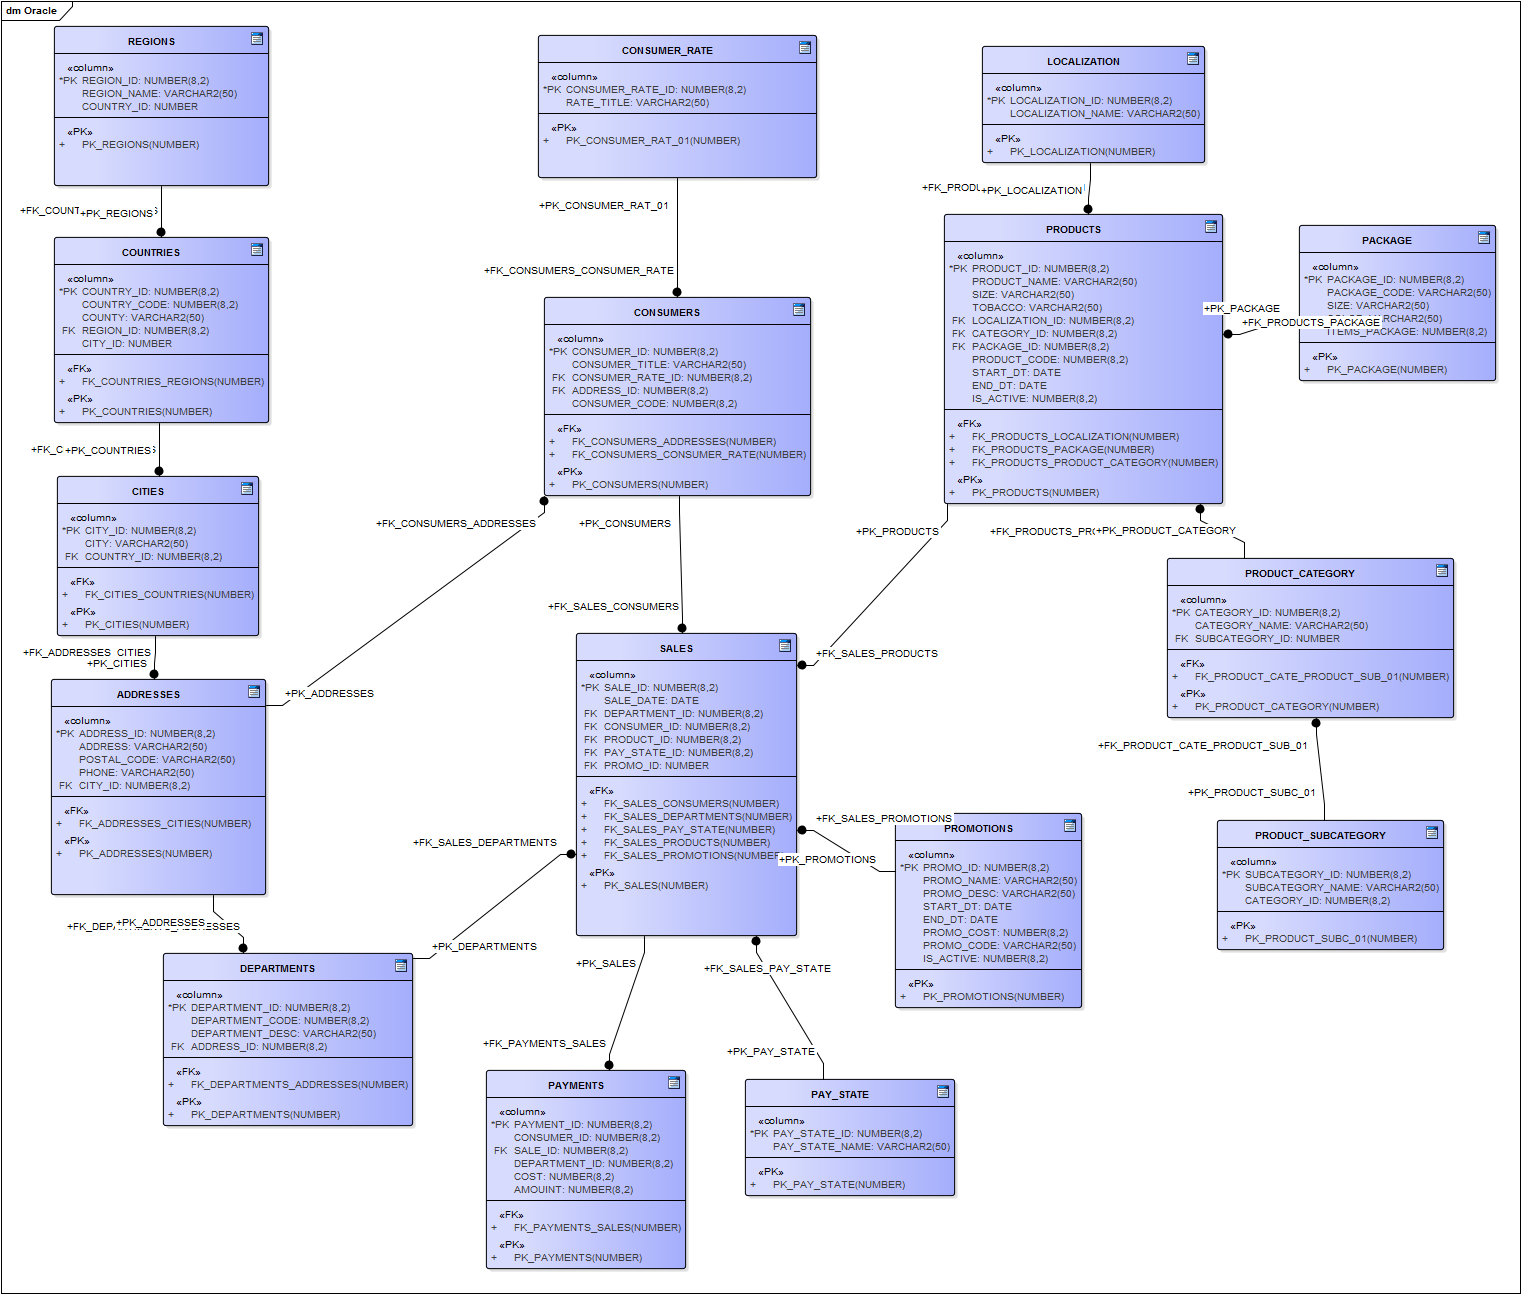 dm Oracle
REGIONS
«column»
*PK REGION_ID: NUMBER(8,2)
REGION_NAME: VARCHAR2(50)
COUNTRY_ID: NUMBER
«PK»
+ PK_REGIONS(NUMBER)
+PK_REGIONS
COUNTRIES
«column»
*PK COUNTRY_ID: NUMBER(8,2)
COUNTRY_CODE: NUMBER(8,2)
COUNTY: VARCHAR2(50)
FK REGION_ID: NUMBER(8,2)
CITY_ID: NUMBER
«FK»
+ FK_COUNTRIES_REGIONS(NUMBER)
«PK»
+ PK_COUNTRIES(NUMBER)
+PK_COUNTRIES
CITIES
«column»
*PK CITY_ID: NUMBER(8,2)
CITY: VARCHAR2(50)
FK COUNTRY_ID: NUMBER(8,2)
«FK»
+ FK_CITIES_COUNTRIES(NUMBER)
«PK»
+ PK_CITIES(NUMBER)
+FK_ADDRESSES_CITIES
+PK_CITIES
ADDRESSES
«column»
*PK ADDRESS_ID: NUMBER(8,2)
ADDRESS: VARCHAR2(50)
POSTAL_CODE: VARCHAR2(50)
PHONE: VARCHAR2(50)
FK CITY_ID: NUMBER(8,2)
«FK»
+ FK_ADDRESSES_CITIES(NUMBER)
«PK»
+ PK_ADDRESSES(NUMBER)
+PK_ADDRESSES
+PK_ADDRESSES
DEPARTMENTS
«column»
*PK DEPARTMENT_ID: NUMBER(8,2)
DEPARTMENT_CODE: NUMBER(8,2)
DEPARTMENT_DESC: VARCHAR2(50)
FK ADDRESS_ID: NUMBER(8,2)
«FK»
+ FK_DEPARTMENTS_ADDRESSES(NUMBER)
«PK»
+ PK_DEPARTMENTS(NUMBER)
+PK_DEPARTMENTS
+FK_SALES_DEPARTMENTS
CONSUMER_RATE
«column»
*PK CONSUMER_RATE_ID: NUMBER(8,2)
RATE_TITLE: VARCHAR2(50)
«PK»
+ PK_CONSUMER_RAT_01(NUMBER)
+PK_CONSUMER_RAT_01
+FK_CONSUMERS_CONSUMER_RATE
CONSUMERS
«column»
*PK CONSUMER_ID: NUMBER(8,2)
CONSUMER_TITLE: VARCHAR2(50)
FK CONSUMER_RATE_ID: NUMBER(8,2)
FK ADDRESS_ID: NUMBER(8,2)
CONSUMER_CODE: NUMBER(8,2)
«FK»
+ FK_CONSUMERS_ADDRESSES(NUMBER)
+ FK_CONSUMERS_CONSUMER_RATE(NUMBER)
«PK»
+ PK_CONSUMERS(NUMBER)
+FK_CONSUMERS_ADDRESSES
+PK_CONSUMERS
+FK_SALES_CONSUMERS
SALES
«column»
*PK SALE_ID: NUMBER(8,2)
SALE_DATE: DATE
FK DEPARTMENT_ID: NUMBER(8,2)
FK CONSUMER_ID: NUMBER(8,2)
FK PRODUCT_ID: NUMBER(8,2)
FK PAY_STATE_ID: NUMBER(8,2)
FK PROMO_ID: NUMBER
«FK»
+ FK_SALES_CONSUMERS(NUMBER)
+ FK_SALES_DEPARTMENTS(NUMBER)
+ FK_SALES_PAY_STATE(NUMBER)
+ FK_SALES_PRODUCTS(NUMBER)
+ FK_SALES_PROMOTIONS(NUMBER
«PK»
+ PK_SALES(NUMBER)
+PK_SALES
+FK_PAYMENTS_SALES
PAYMENTS
«column»
*PK PAYMENT_ID: NUMBER(8,2)
CONSUMER_ID: NUMBER(8,2)
FK SALE_ID: NUMBER(8,2)
DEPARTMENT_ID: NUMBER(8,2)
COST: NUMBER(8,2)
AMOUINT: NUMBER(8,2)
«FK»
+ FK_PAYMENTS_SALES(NUMBER)
«PK»
+ PK_PAYMENTS(NUMBER)
+FK_SALES_PAY_STATE
+PK_PAY_STATE
PAY_STATE
«column»
*PK PAY_STATE_ID: NUMBER(8,2)
PAY_STATE_NAME: VARCHAR2(50)
«PK»
+ PK_PAY_STATE(NUMBER)
LOCALIZATION
«column»
*PK LOCALIZATION_ID: NUMBER(8,2)
LOCALIZATION_NAME: VARCHAR2(50)
«PK»
+ PK_LOCALIZATION(NUMBER)
+PK_LOCALIZATION
PRODUCTS
«column»
*PK PRODUCT_ID: NUMBER(8,2)
PRODUCT_NAME: VARCHAR2(50)
SIZE: VARCHAR2(50)
TOBACCO: VARCHAR2(50)
FK LOCALIZATION_ID: NUMBER(8,2)
FK CATEGORY_ID: NUMBER(8,2)
FK PACKAGE_ID: NUMBER(8,2)
PRODUCT_CODE: NUMBER(8,2)
START_DT: DATE
END_DT: DATE
IS_ACTIVE: NUMBER(8,2)
«FK»
+ FK_PRODUCTS_LOCALIZATION(NUMBER)
+ FK_PRODUCTS_PACKAGE(NUMBER)
+ FK_PRODUCTS_PRODUCT_CATEGORY(NUMBER)
«PK»
+ PK_PRODUCTS(NUMBER)
+PK_PRODUCTS
+FK_SALES_PRODUCTS
+PK_PACKAGE
+FK_PRODUCTS_PACKAGE
PACKAGE
«column»
*PK PACKAGE_ID: NUMBER(8,2)
PACKAGE_CODE: VARCHAR2(50)
SIZE: VARCHAR2(50)
ITEMS_PACKAGE: NUMBER(8,2)
«PK»
+ PK_PACKAGE(NUMBER)
+PK_PRODUCT_CATEGORY
PRODUCT_CATEGORY
«column»
*PK CATEGORY_ID: NUMBER(8,2)
CATEGORY_NAME: VARCHAR2(50)
FK SUBCATEGORY_ID: NUMBER
«FK»
+ FK_PRODUCT_CATE_PRODUCT_SUB_01(NUMBER)
«PK»
+ PK_PRODUCT_CATEGORY(NUMBER)
+FK_PRODUCT_CATE_PRODUCT_SUB_01
+PK_PRODUCT_SUBC_01
PRODUCT_SUBCATEGORY
«column»
*PK SUBCATEGORY_ID: NUMBER(8,2)
SUBCATEGORY_NAME: VARCHAR2(50)
CATEGORY_ID: NUMBER(8,2)
«PK»
+ PK_PRODUCT_SUBC_01(NUMBER)
+FK_SALES_PROMOTIONS
+PK_PROMOTIONS
PROMOTIONS
«column»
*PK PROMO_ID: NUMBER(8,2)
PROMO_NAME: VARCHAR2(50)
PROMO_DESC: VARCHAR2(50)
START_DT: DATE
END_DT: DATE
PROMO_COST: NUMBER(8,2)
PROMO_CODE: VARCHAR2(50)
IS_ACTIVE: NUMBER(8,2)
«PK»
+ PK_PROMOTIONS(NUMBER)